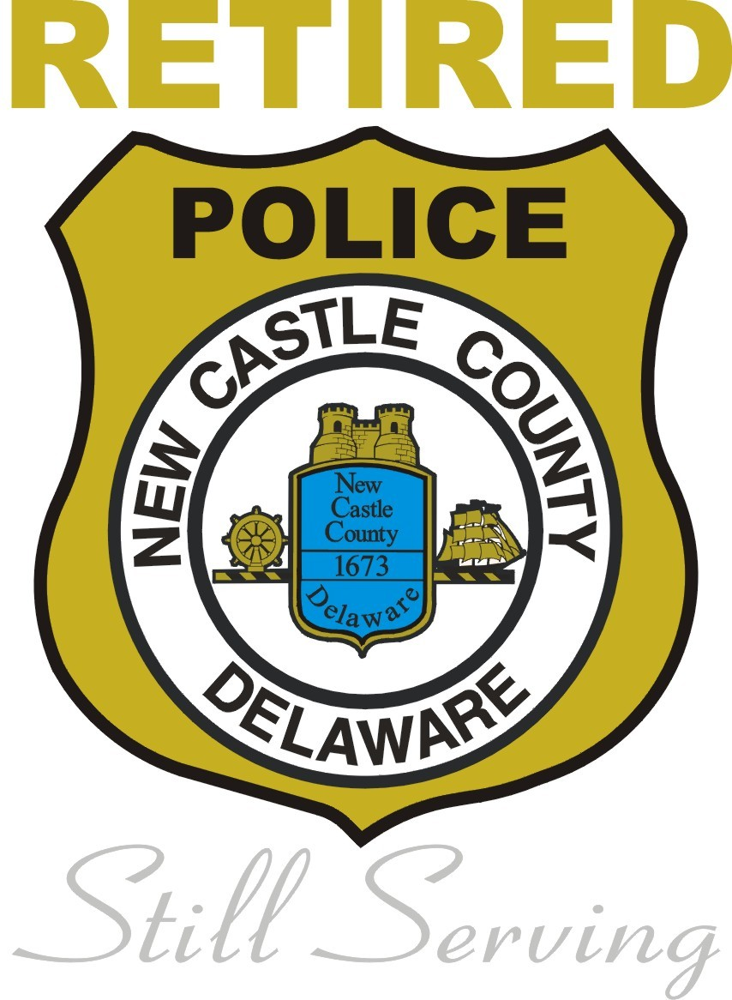 RETIRED
POLICE
NEW CASTLE COUNTY
New
Castle
County
1673
Delaware
DELAWARE
Still Serving